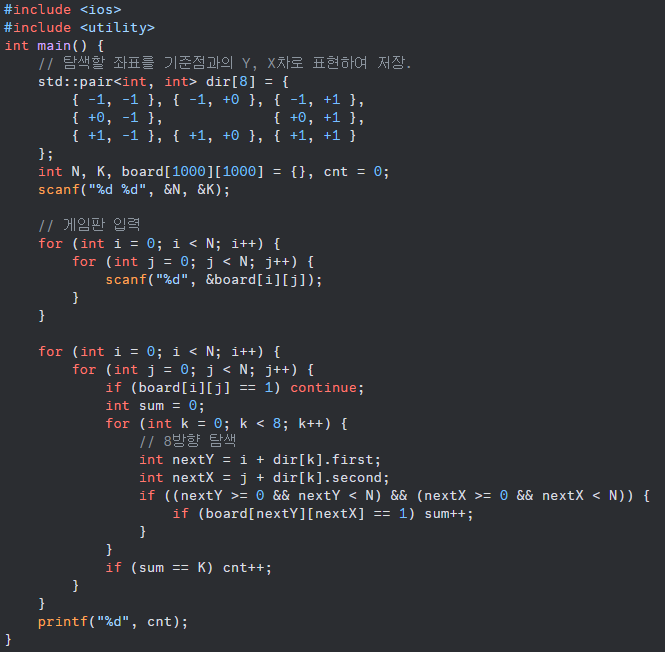 #include <ios>
#include <utility>
int main() {
    // 탐색할 좌표를 기준점과의 Y, X차로 표현하여 저장.
    std::pair<int, int> dir[8] = {
        { -1, -1 }, { -1, +0 }, { -1, +1 },
        { +0, -1 },             { +0, +1 },
        { +1, -1 }, { +1, +0 }, { +1, +1 }
    };
    int N, K, board[1000][1000] = {}, cnt = 0;
    scanf("%d %d", &N, &K);

    // 게임판 입력
    for (int i = 0; i < N; i++) {
        for (int j = 0; j < N; j++) {
            scanf("%d", &board[i][j]);
        }
    }

    for (int i = 0; i < N; i++) {
        for (int j = 0; j < N; j++) {
            if (board[i][j] == 1) continue;
            int sum = 0;
            for (int k = 0; k < 8; k++) {
                // 8방향 탐색
                int nextY = i + dir[k].first;
                int nextX = j + dir[k].second;
                if ((nextY >= 0 && nextY < N) && (nextX >= 0 && nextX < N)) {
                    if (board[nextY][nextX] == 1) sum++;
                }
            }
            if (sum == K) cnt++;
        }
    }
    printf("%d", cnt);
}